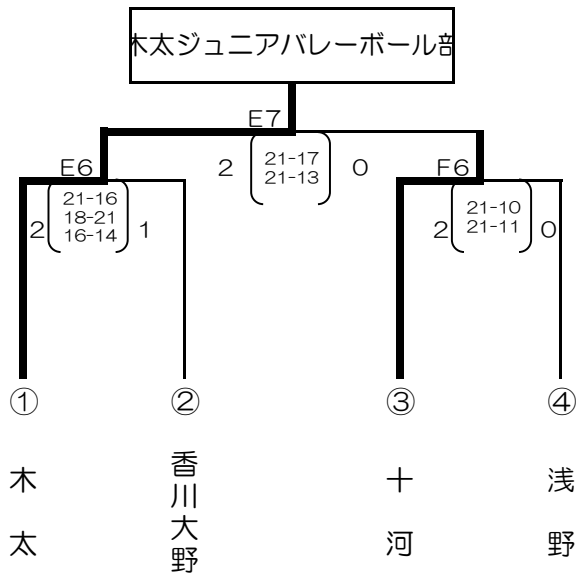 木太ジュニアバレーボール部
E7
2
21-17
21-13
0
E6
2
21-16
18-21
16-14
1
F6
2
21-10
21-11
0
①
②
③
④
木太
香川大野
十河
浅野